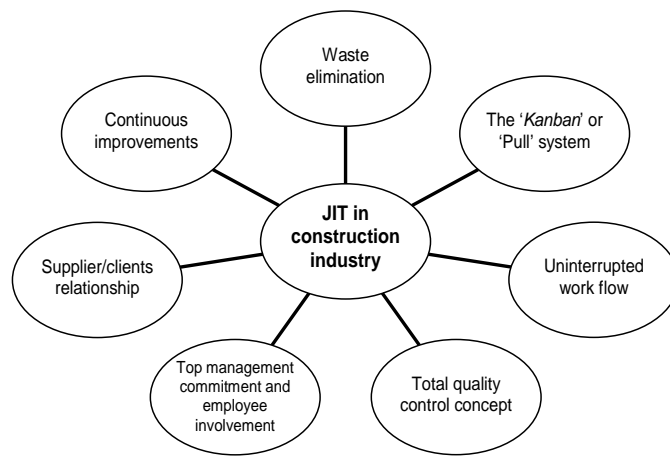 Waste
elimination
The ‘Kanban’ or
‘Pull’ system
Uninterrupted
work flow
Total quality
control concept
Top management
commitment and
employee
involvement
Supplier/clients
relationship
Continuous
improvements
JIT in
construction
industry